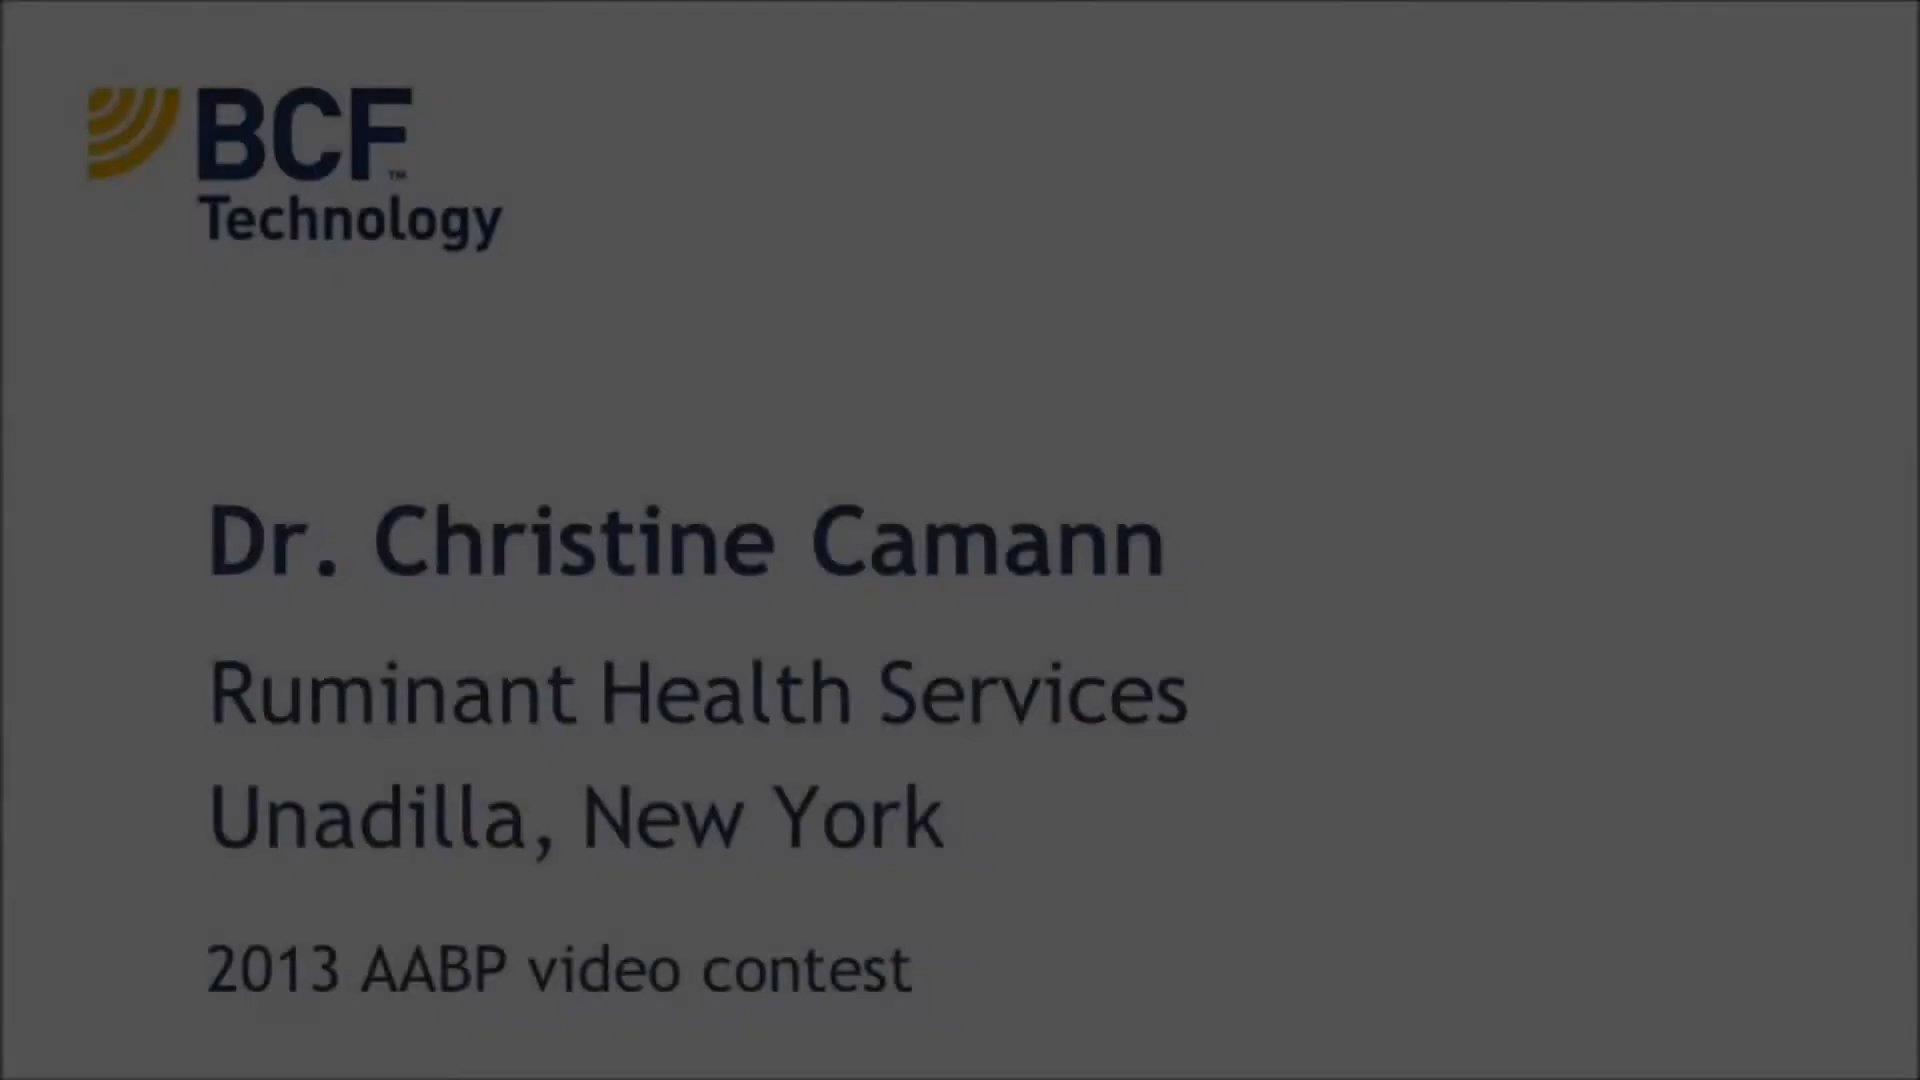 BCF™
Technology
Dr. Christine Camann
Ruminant Health Services
Unadilla, New York
2013 AABP video contest